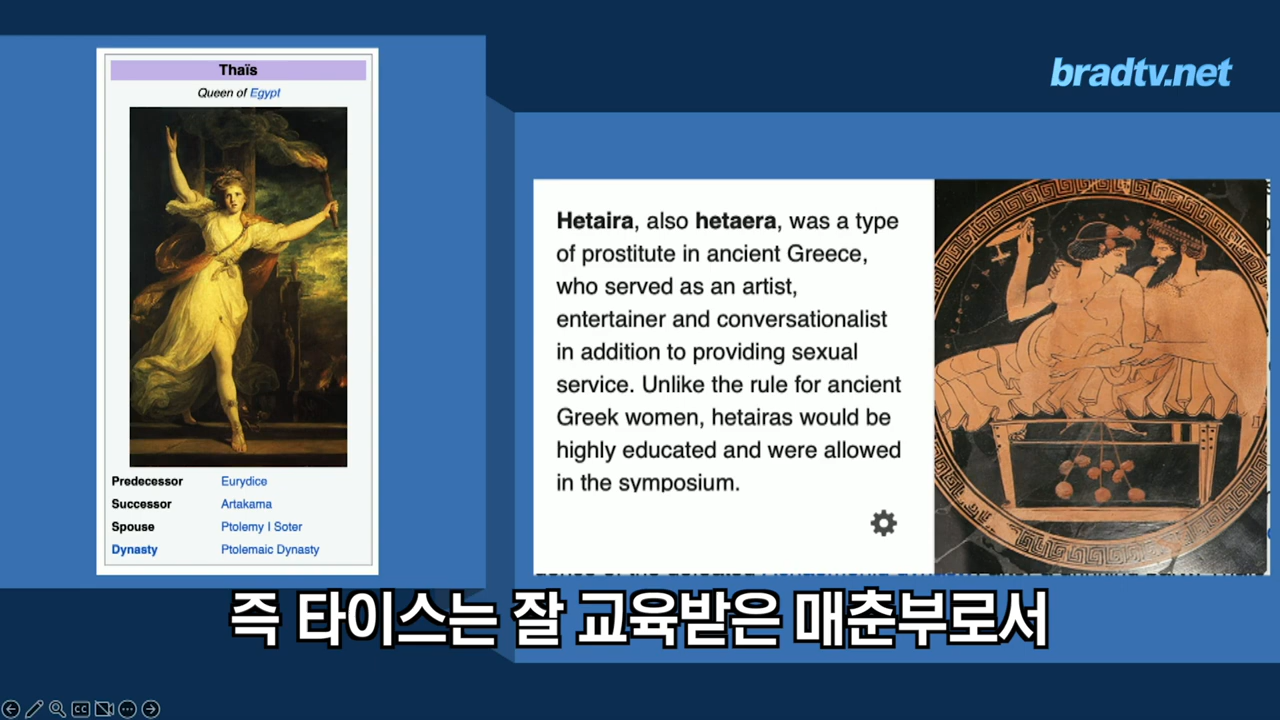 Thaïs
Queen of Egypt
Predecessor Eurydice
Successor Artakama
Spouse Ptolemy I Soter
Dynasty Ptolemaic Dynasty
bradtv.net
Hetaira, also hetaera, was a type
of prostitute in ancient Greece,
who served as an artist,
entertainer and conversationalist
in addition to providing sexual
service. Unlike the rule for ancient
Greek women, hetairas would be
highly educated and were allowed
in the symposium.
즉 타이스는 잘 교육받은 매춘부로서
CC